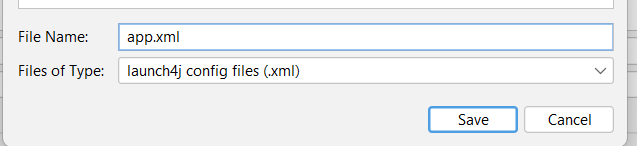 File Name: app.xml
Files of Type: launch4j config files (.xml)
Save Cancel